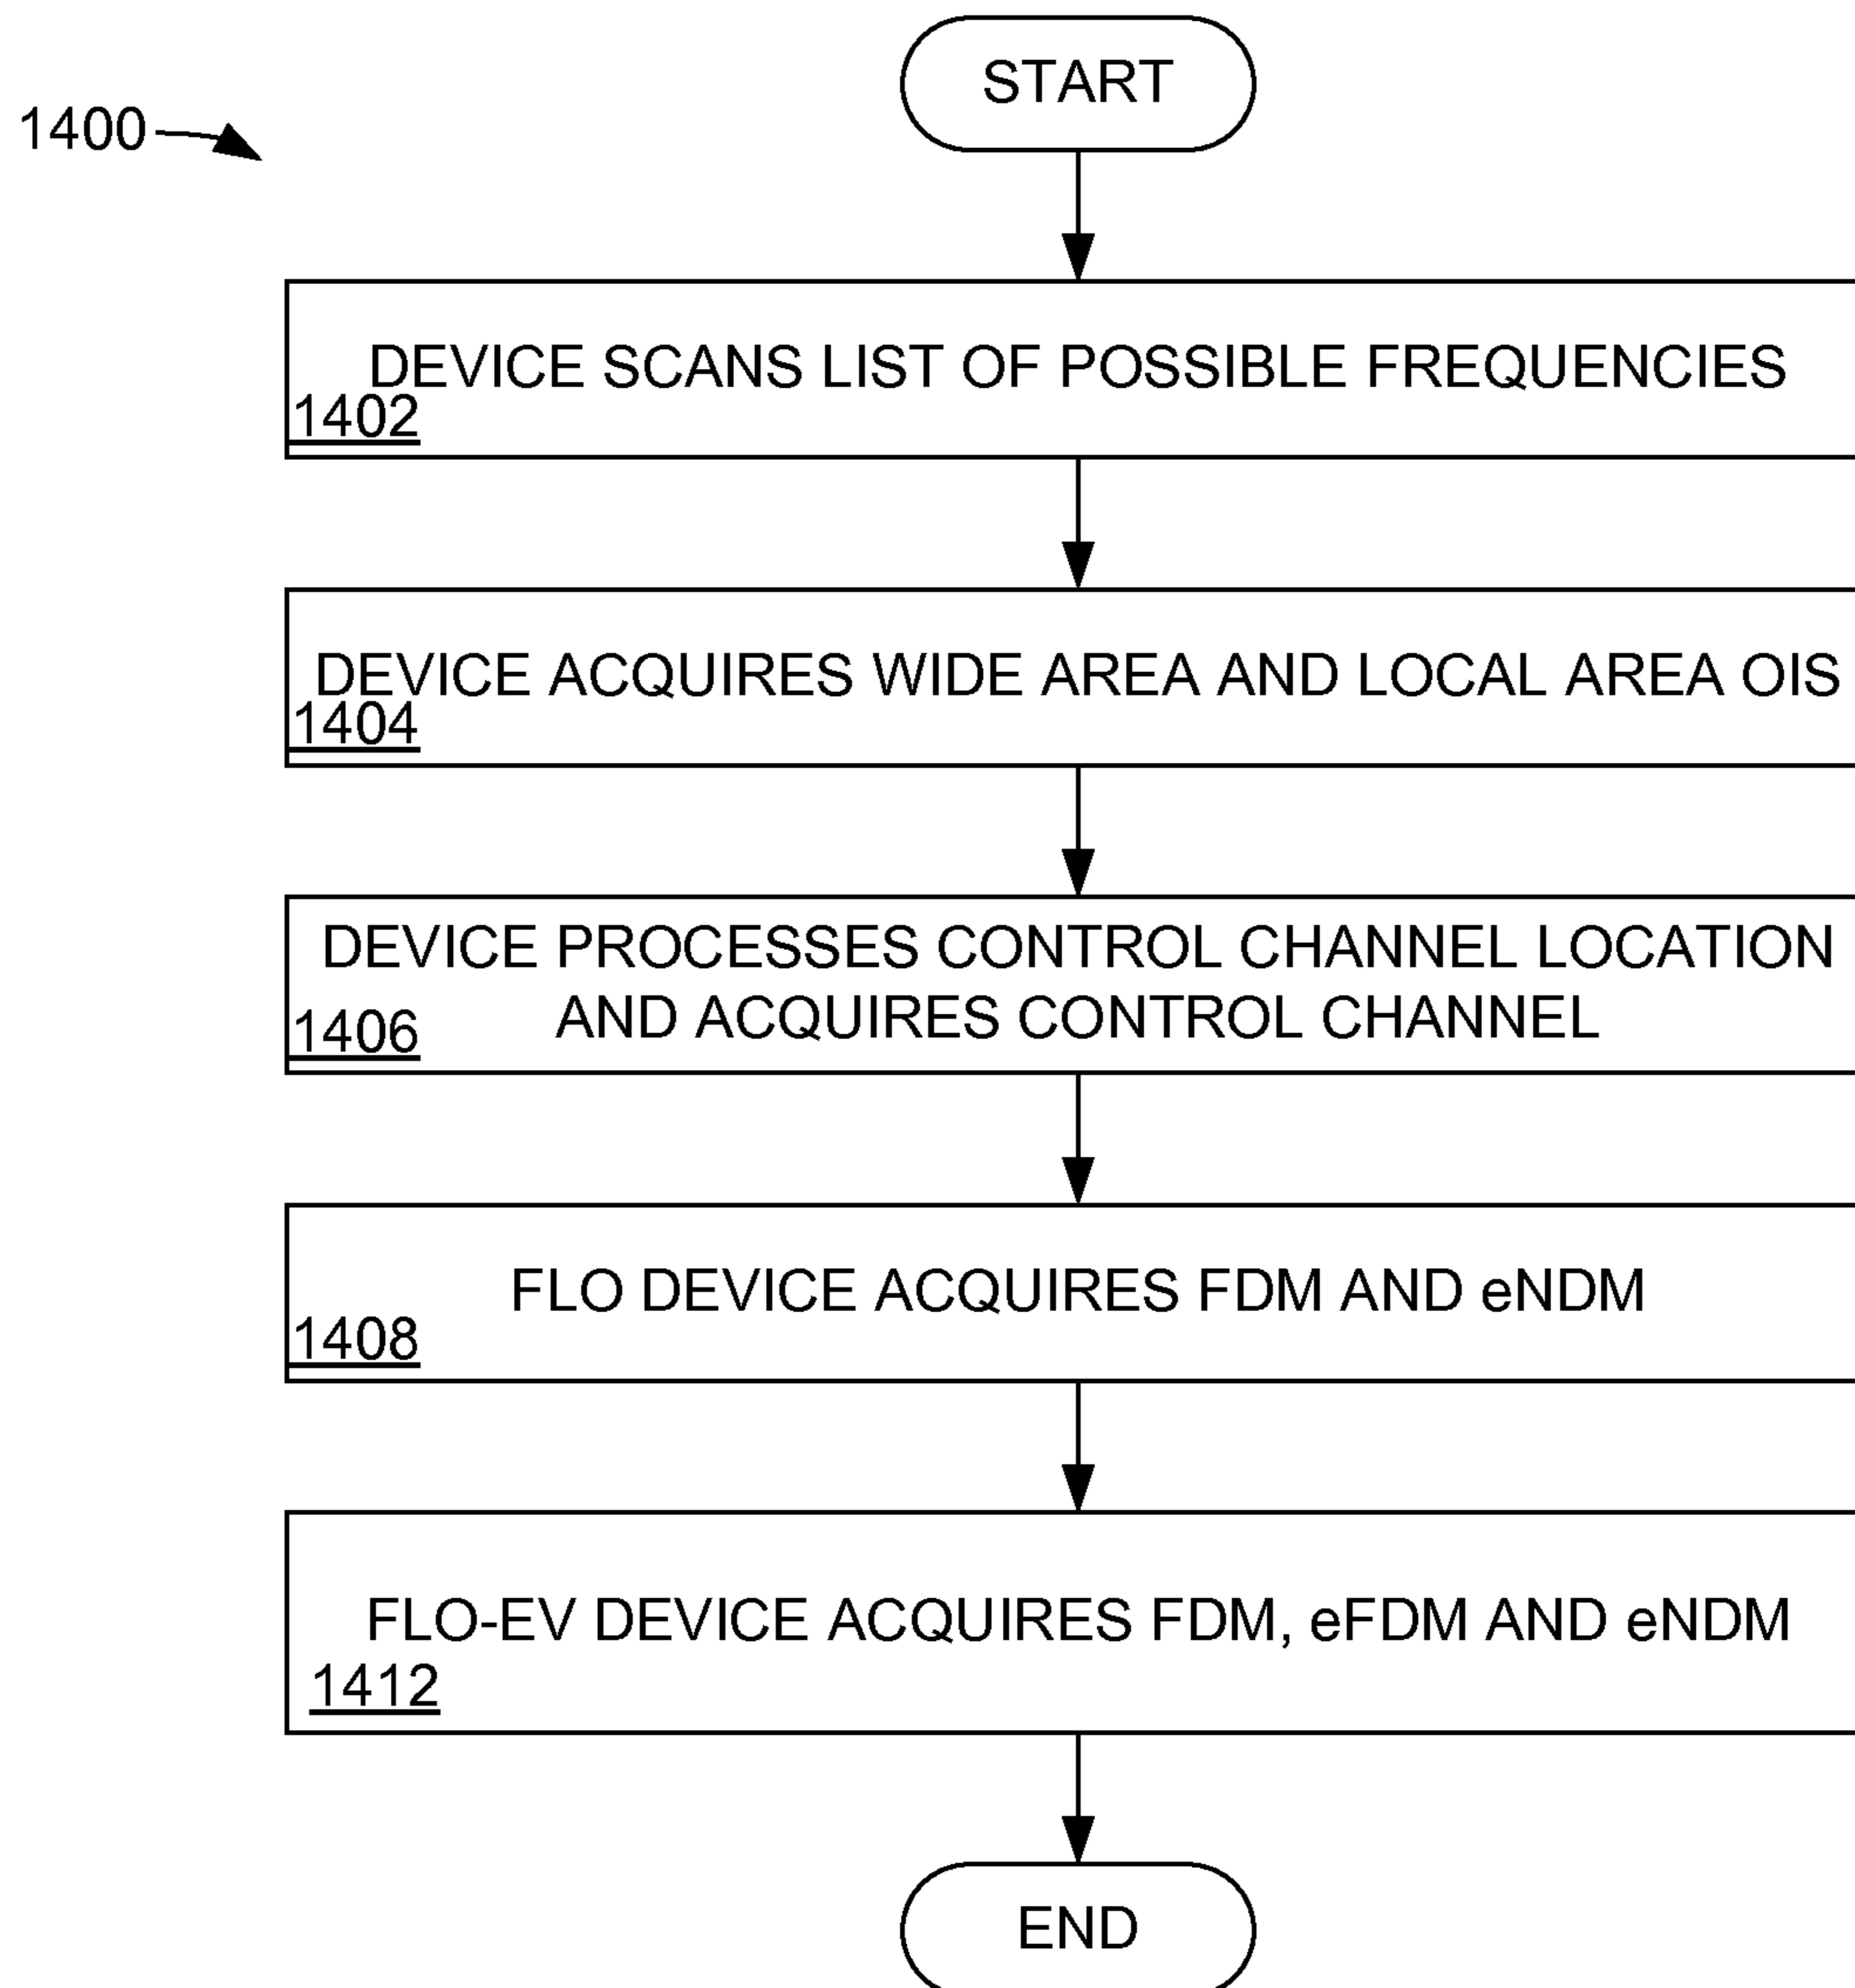 START
1400
DEVICE SCANS LIST OF POSSIBLE FREQUENCIES
1402
DEVICE ACQUIRES WIDE AREA AND LOCAL AREA OIS
1404
DEVICE PROCESSES CONTROL CHANNEL LOCATION
AND ACQUIRES CONTROL CHANNEL
1406
FLO DEVICE ACQUIRES FDM AND eNDM
1408
FLO-EV DEVICE ACQUIRES FDM, eFDM AND eNDM
1412
END